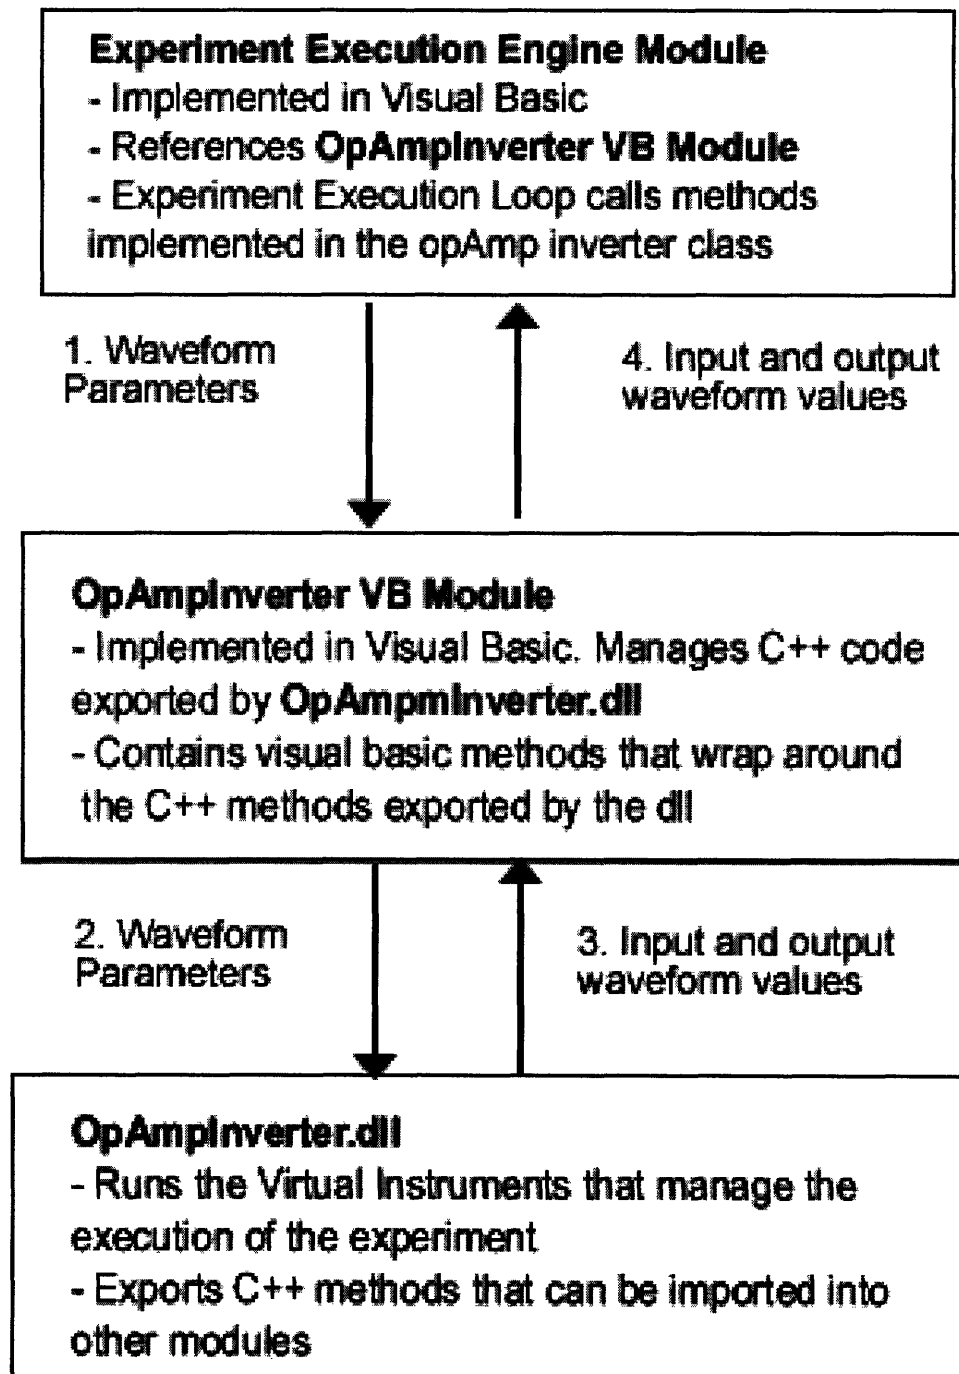 Experiment Execution Engine Module
- Implemented in Visual Basic
- References OpAmpInverter VB Module
- Experiment Execution Loop calls methods
implemented in the opAmp inverter class
1. Waveform
Parameters
4. Input and output
waveform values
OpAmpInverter VB Module
- Implemented in Visual Basic. Manages C++ code
exported by OpAmpmInverter.dll
- Contains visual basic methods that wrap around
the C++ methods exported by the dll
2. Waveform
Parameters
3. Input and output
waveform values
OpAmpInverter.dll
- Runs the Virtual Instruments that manage the
execution of the experiment
- Exports C++ methods that can be imported into
other modules